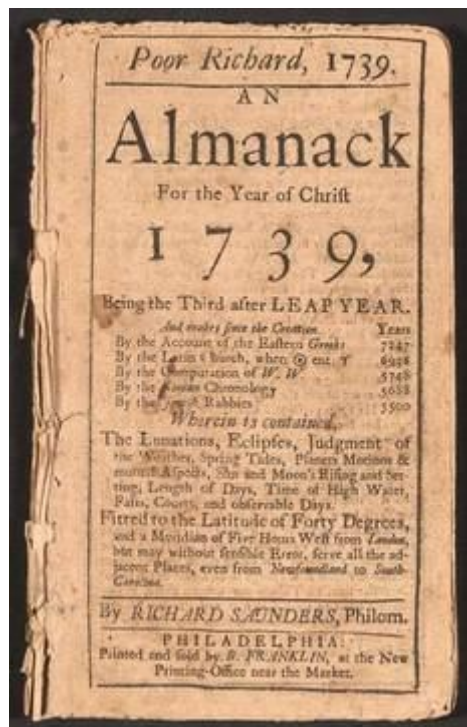 Poor Richard, 1739.
AN
Almanack
For the Year of Chriſt
1739,
Being the Third after LEAP YEAR.
And makes ſince the Creation Years
By the Account of the Eaſtern Greeks 7247
By the Latin Church, when ☉ ent. ♈ 6938
By the Computation of W. W. 5748
By the Roman Chronology 5688
By the Jewiſh Rabbies 5500
Wherein is contained,
The Lunations, Eclipſes, Judgment of
the Weather, Spring Tides, Planets Motions &
mutual Aſpects, Sun and Moon's Riſing and Set-
ting, Length of Days, Time of High Water,
Fairs, Courts, and obſervable Days.
Fitted to the Latitude of Forty Degrees,
and a Meridian of Five Hours Weſt from London,
but may without ſenſible Error, ſerve all the ad-
jacent Places, even from Newfoundland to South-
Carolina.
By RICHARD SAUNDERS, Philom.
PHILADELPHIA:
Printed and ſold by B. FRANKLIN, at the New
Printing-Office near the Market.